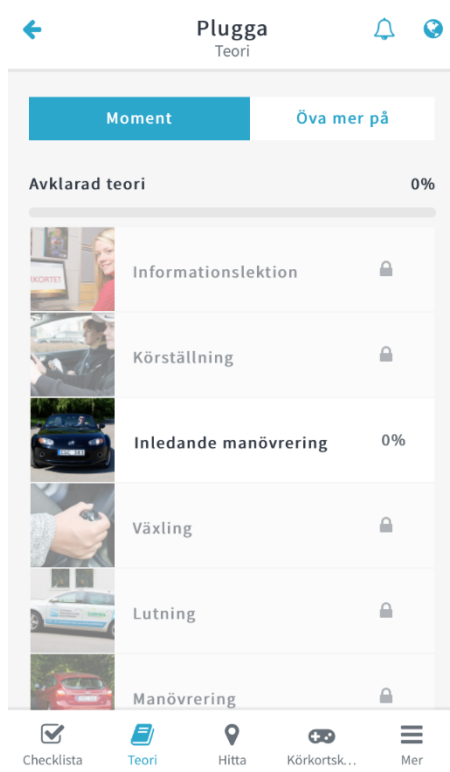 Plugga
Teori
Moment
Öva mer på
Avklarad teori
0%
KORTET
Informationslektion
Körställning
Inledande manövrering
0%
Växling
Lutning
Manövrering
Checklista
Teori
Hitta
Körkortsk...
Mer